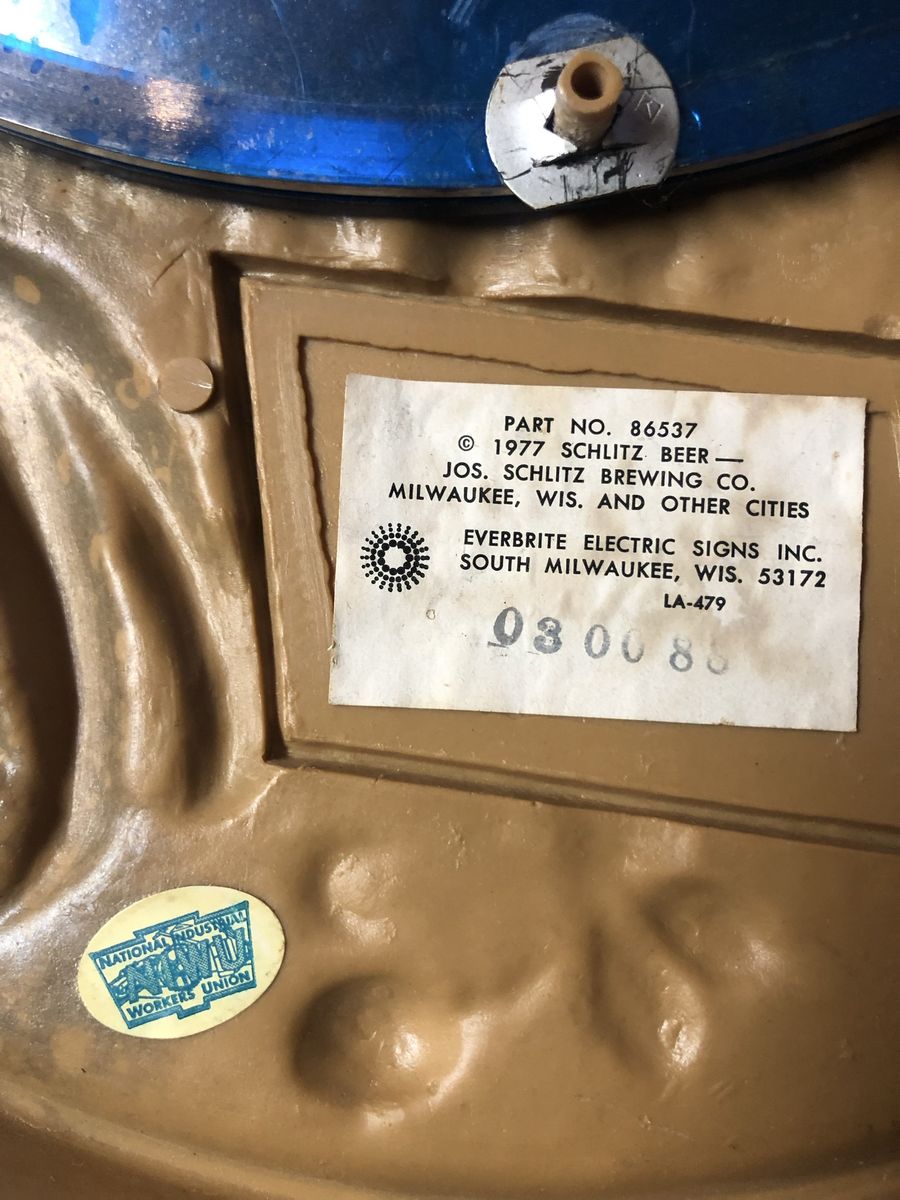 PART NO. 86537
© 1977 SCHLITZ BEER—
JOS. SCHLITZ BREWING CO.
MILWAUKEE, WIS. AND OTHER CITIES
EVERBRITE ELECTRIC SIGNS INC.
SOUTH MILWAUKEE, WIS. 53172
LA-479
NATIONAL INDUSTRIAL
NIWU
WORKERS UNION